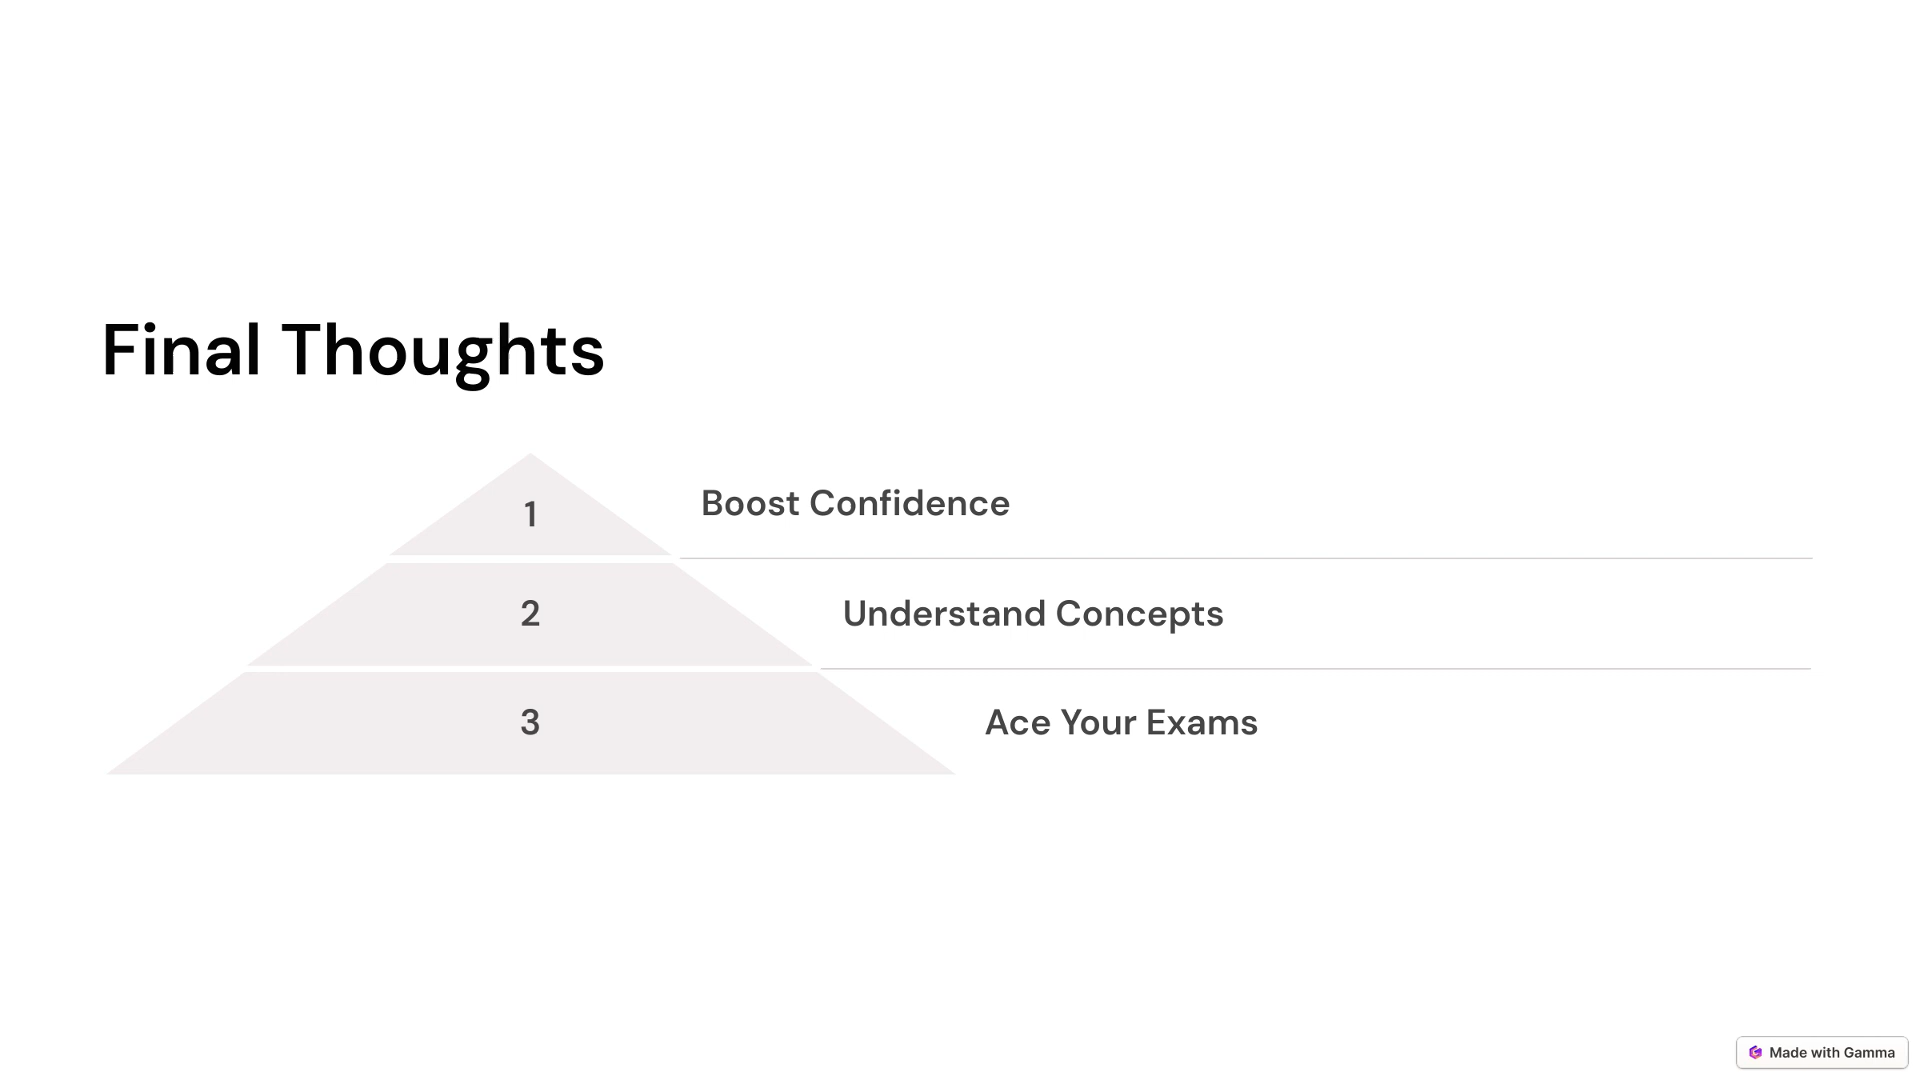 Final Thoughts
1
Boost Confidence
2
Understand Concepts
3
Ace Your Exams
Made with Gamma